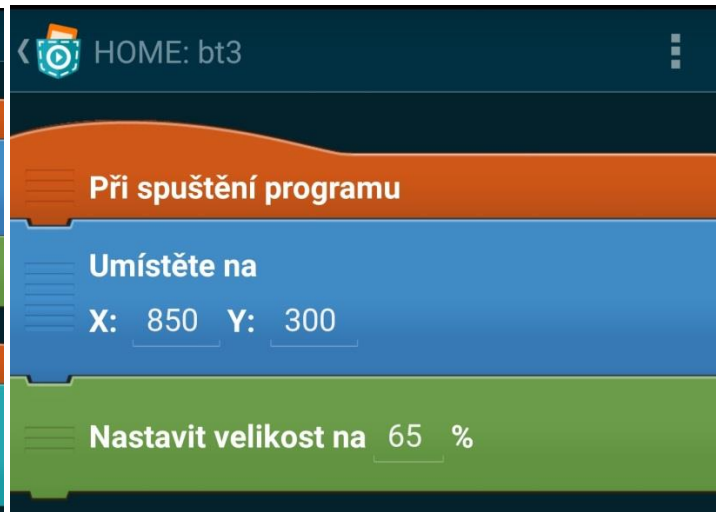 HOME: bt3
Při spuštění programu
Umístěte na
X: 850 Y: 300
Nastavit velikost na 65 %